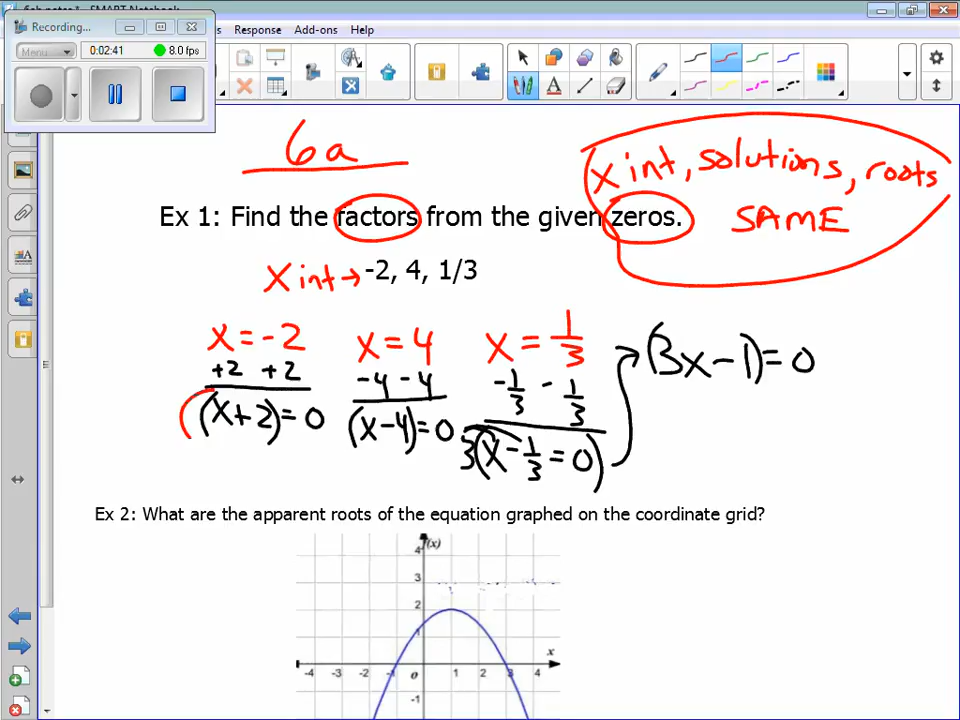 6ab notes * - SMART Notebook
Recording...
Menu
0:02:41
8.0 fps
Response Add-ons Help
6a
x int, solutions, roots
SAME
Ex 1: Find the factors from the given zeros.
x int → -2, 4, 1/3
x = -2 x = 4 x = 1/3
+2 +2 -4 -4 -1/3 -1/3
(x+2) = 0 (x-4) = 0 3(x - 1/3 = 0) (3x-1) = 0
Ex 2: What are the apparent roots of the equation graphed on the coordinate grid?
f(x)
4
3
2
1
x
-4 -3 -2 -1 0 1 2 3 4
-1